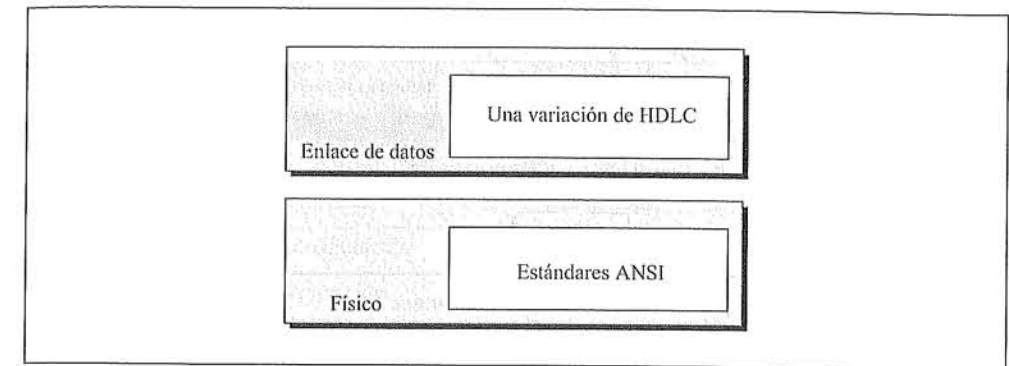 Una variación de HDLC
Enlace de datos
Estándares ANSI
Físico